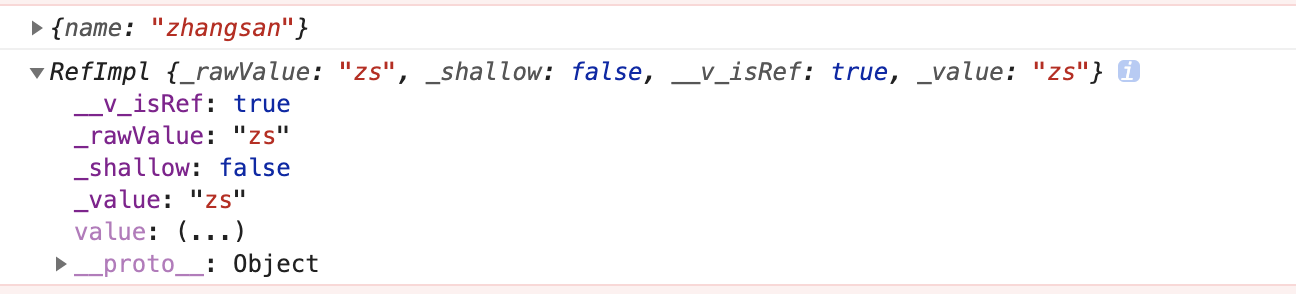 {name: "zhangsan"}
RefImpl {_rawValue: "zs", _shallow: false, __v_isRef: true, _value: "zs"} i
__v_isRef: true
_rawValue: "zs"
_shallow: false
_value: "zs"
value: (...)
__proto__: Object